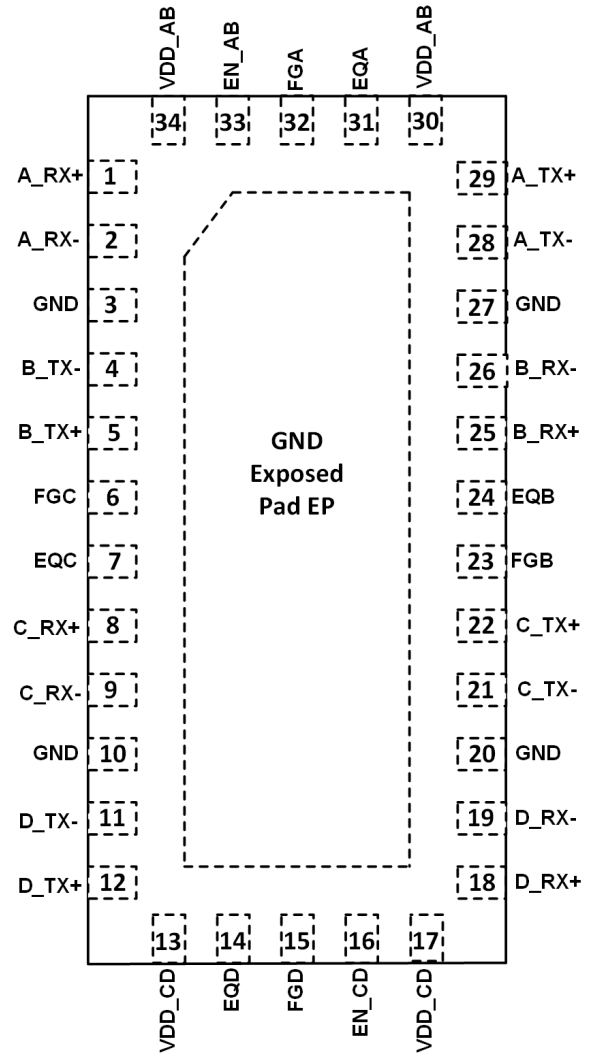 VDD_AB
EN_AB
FGA
EQA
VDD_AB
34
33
32
31
30
A_RX+ 1
29 A_TX+
A_RX- 2
28 A_TX-
GND 3
27 GND
B_TX- 4
26 B_RX-
B_TX+ 5
25 B_RX+
GND
Exposed
Pad EP
FGC 6
24 EQB
EQC 7
23 FGB
C_RX+ 8
22 C_TX+
C_RX- 9
21 C_TX-
GND 10
20 GND
D_TX- 11
19 D_RX-
D_TX+ 12
18 D_RX+
13
14
15
16
17
VDD_CD
EQD
FGD
EN_CD
VDD_CD